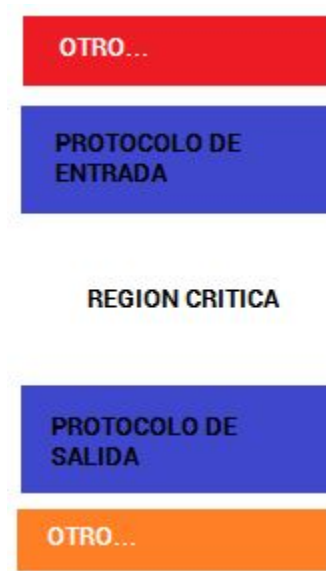 OTRO...
PROTOCOLO DE
ENTRADA
REGION CRITICA
PROTOCOLO DE
SALIDA
OTRO...